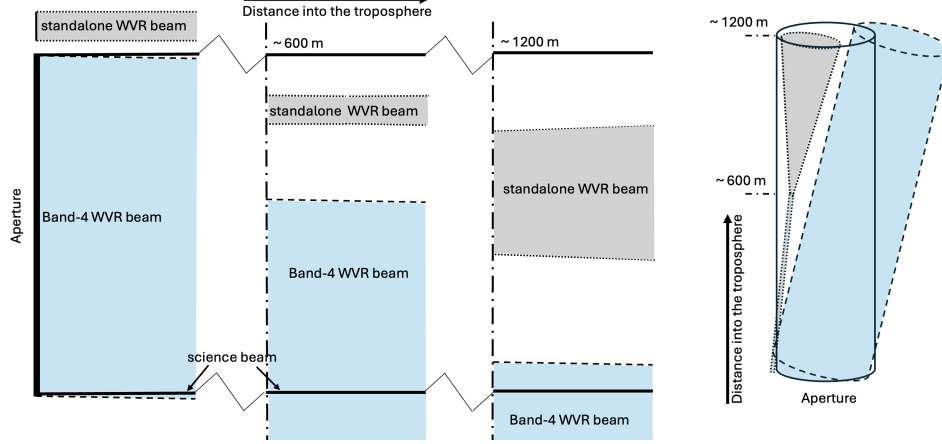 Distance into the troposphere
standalone WVR beam
~ 600 m
~ 1200 m
standalone WVR beam
standalone WVR beam
Aperture
Band-4 WVR beam
Band-4 WVR beam
science beam
Band-4 WVR beam
~ 1200 m
~ 600 m
Distance into the troposphere
Aperture